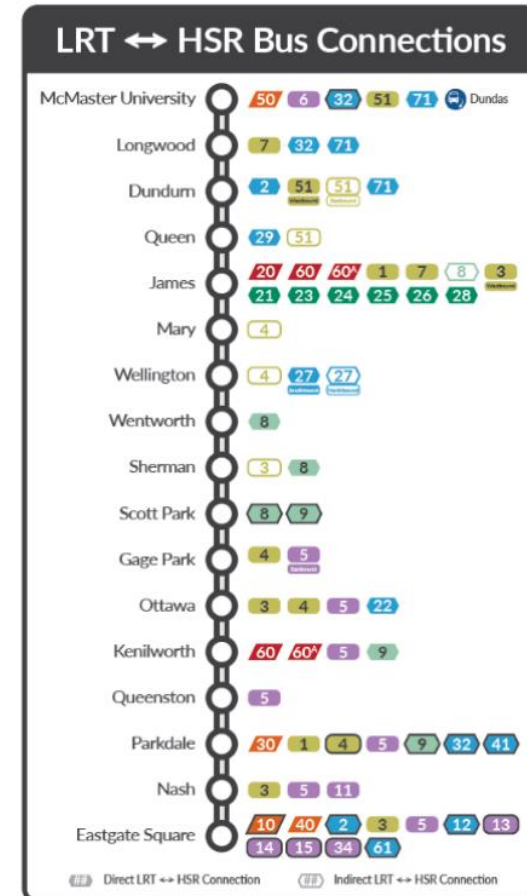 LRT ↔ HSR Bus Connections
McMaster University 50 6 32 51 71 Dundas
Longwood 7 32 71
Dundurn 2 51 51 71
Westbound Eastbound
Queen 29 51
James 20 60 60A 1 7 8 3
Westbound
21 23 24 25 26 28
Mary 4
Wellington 4 27 27
Wentworth 8
Sherman 3 8
Scott Park 8 9
Gage Park 4 5
Eastbound
Ottawa 3 4 5 22
Kenilworth 60 60A 5 9
Queenston 5
Parkdale 30 1 4 5 9 32 41
Nash 3 5 11
Eastgate Square 10 40 2 3 5 12 13
14 15 34 61
## Direct LRT ↔ HSR Connection ## Indirect LRT ↔ HSR Connection